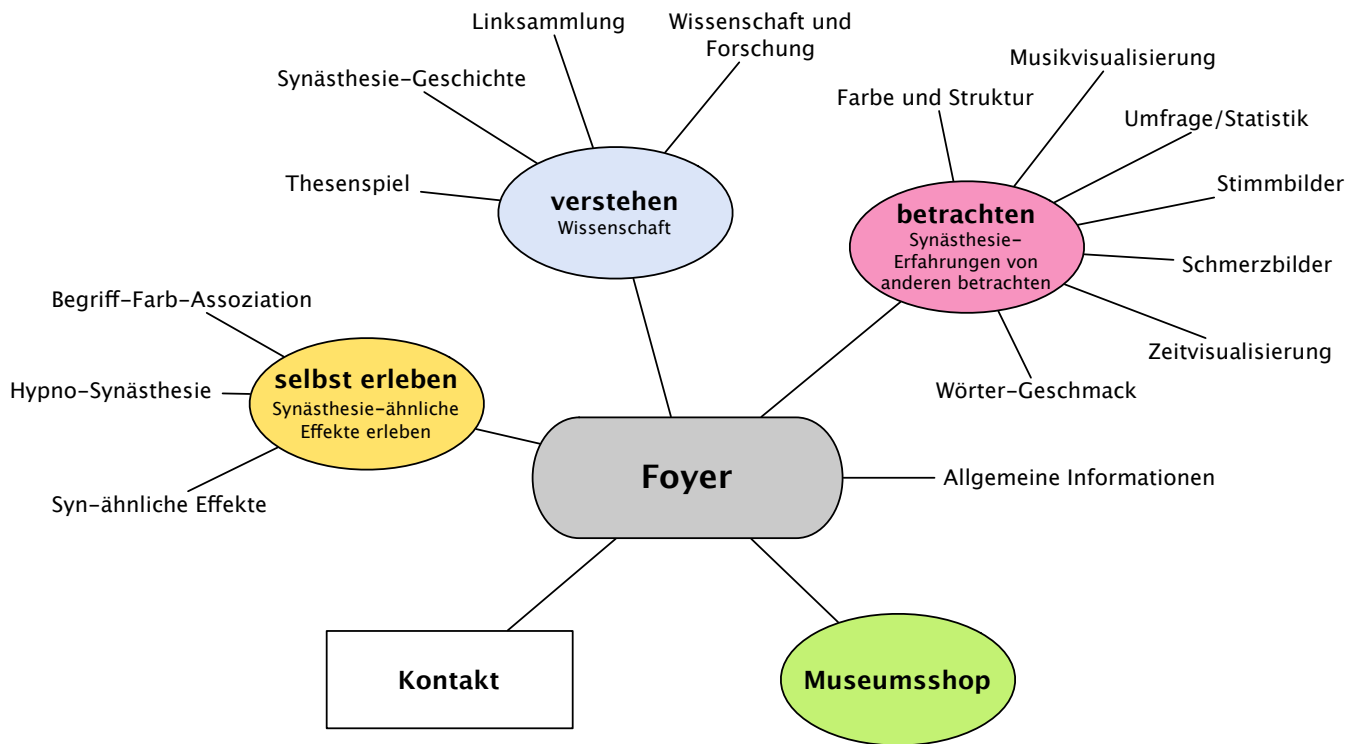 Linksammlung
Wissenschaft und
Forschung
Synästhesie-Geschichte
Thesenspiel
verstehen
Wissenschaft
Musikvisualisierung
Farbe und Struktur
Umfrage/Statistik
Stimmbilder
betrachten
Synästhesie-
Erfahrungen von
anderen betrachten
Schmerzbilder
Zeitvisualisierung
Wörter-Geschmack
Begriff-Farb-Assoziation
Hypno-Synästhesie
selbst erleben
Synästhesie-ähnliche
Effekte erleben
Syn-ähnliche Effekte
Foyer
Allgemeine Informationen
Kontakt
Museumsshop